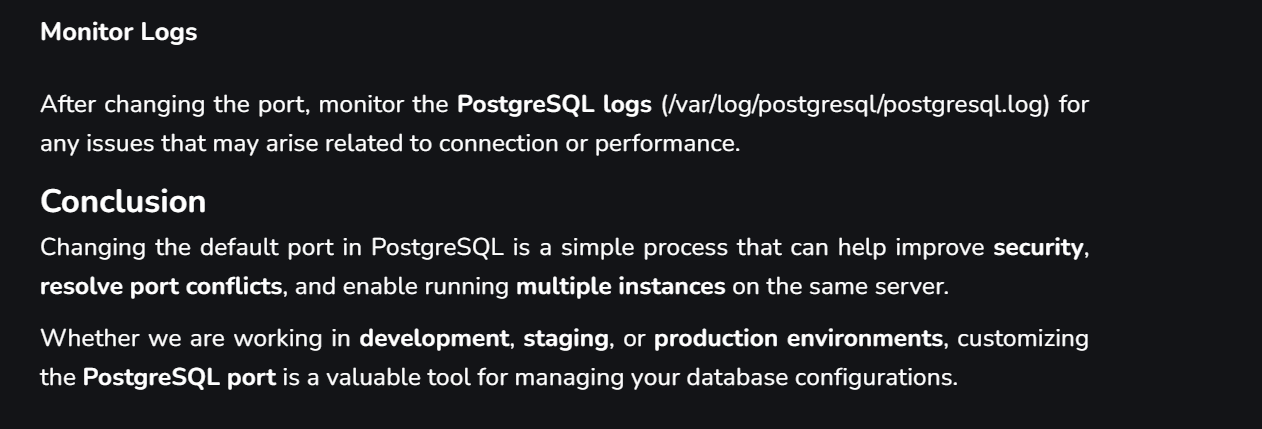 Monitor Logs
After changing the port, monitor the PostgreSQL logs (/var/log/postgresql/postgresql.log) for
any issues that may arise related to connection or performance.
Conclusion
Changing the default port in PostgreSQL is a simple process that can help improve security,
resolve port conflicts, and enable running multiple instances on the same server.
Whether we are working in development, staging, or production environments, customizing
the PostgreSQL port is a valuable tool for managing your database configurations.